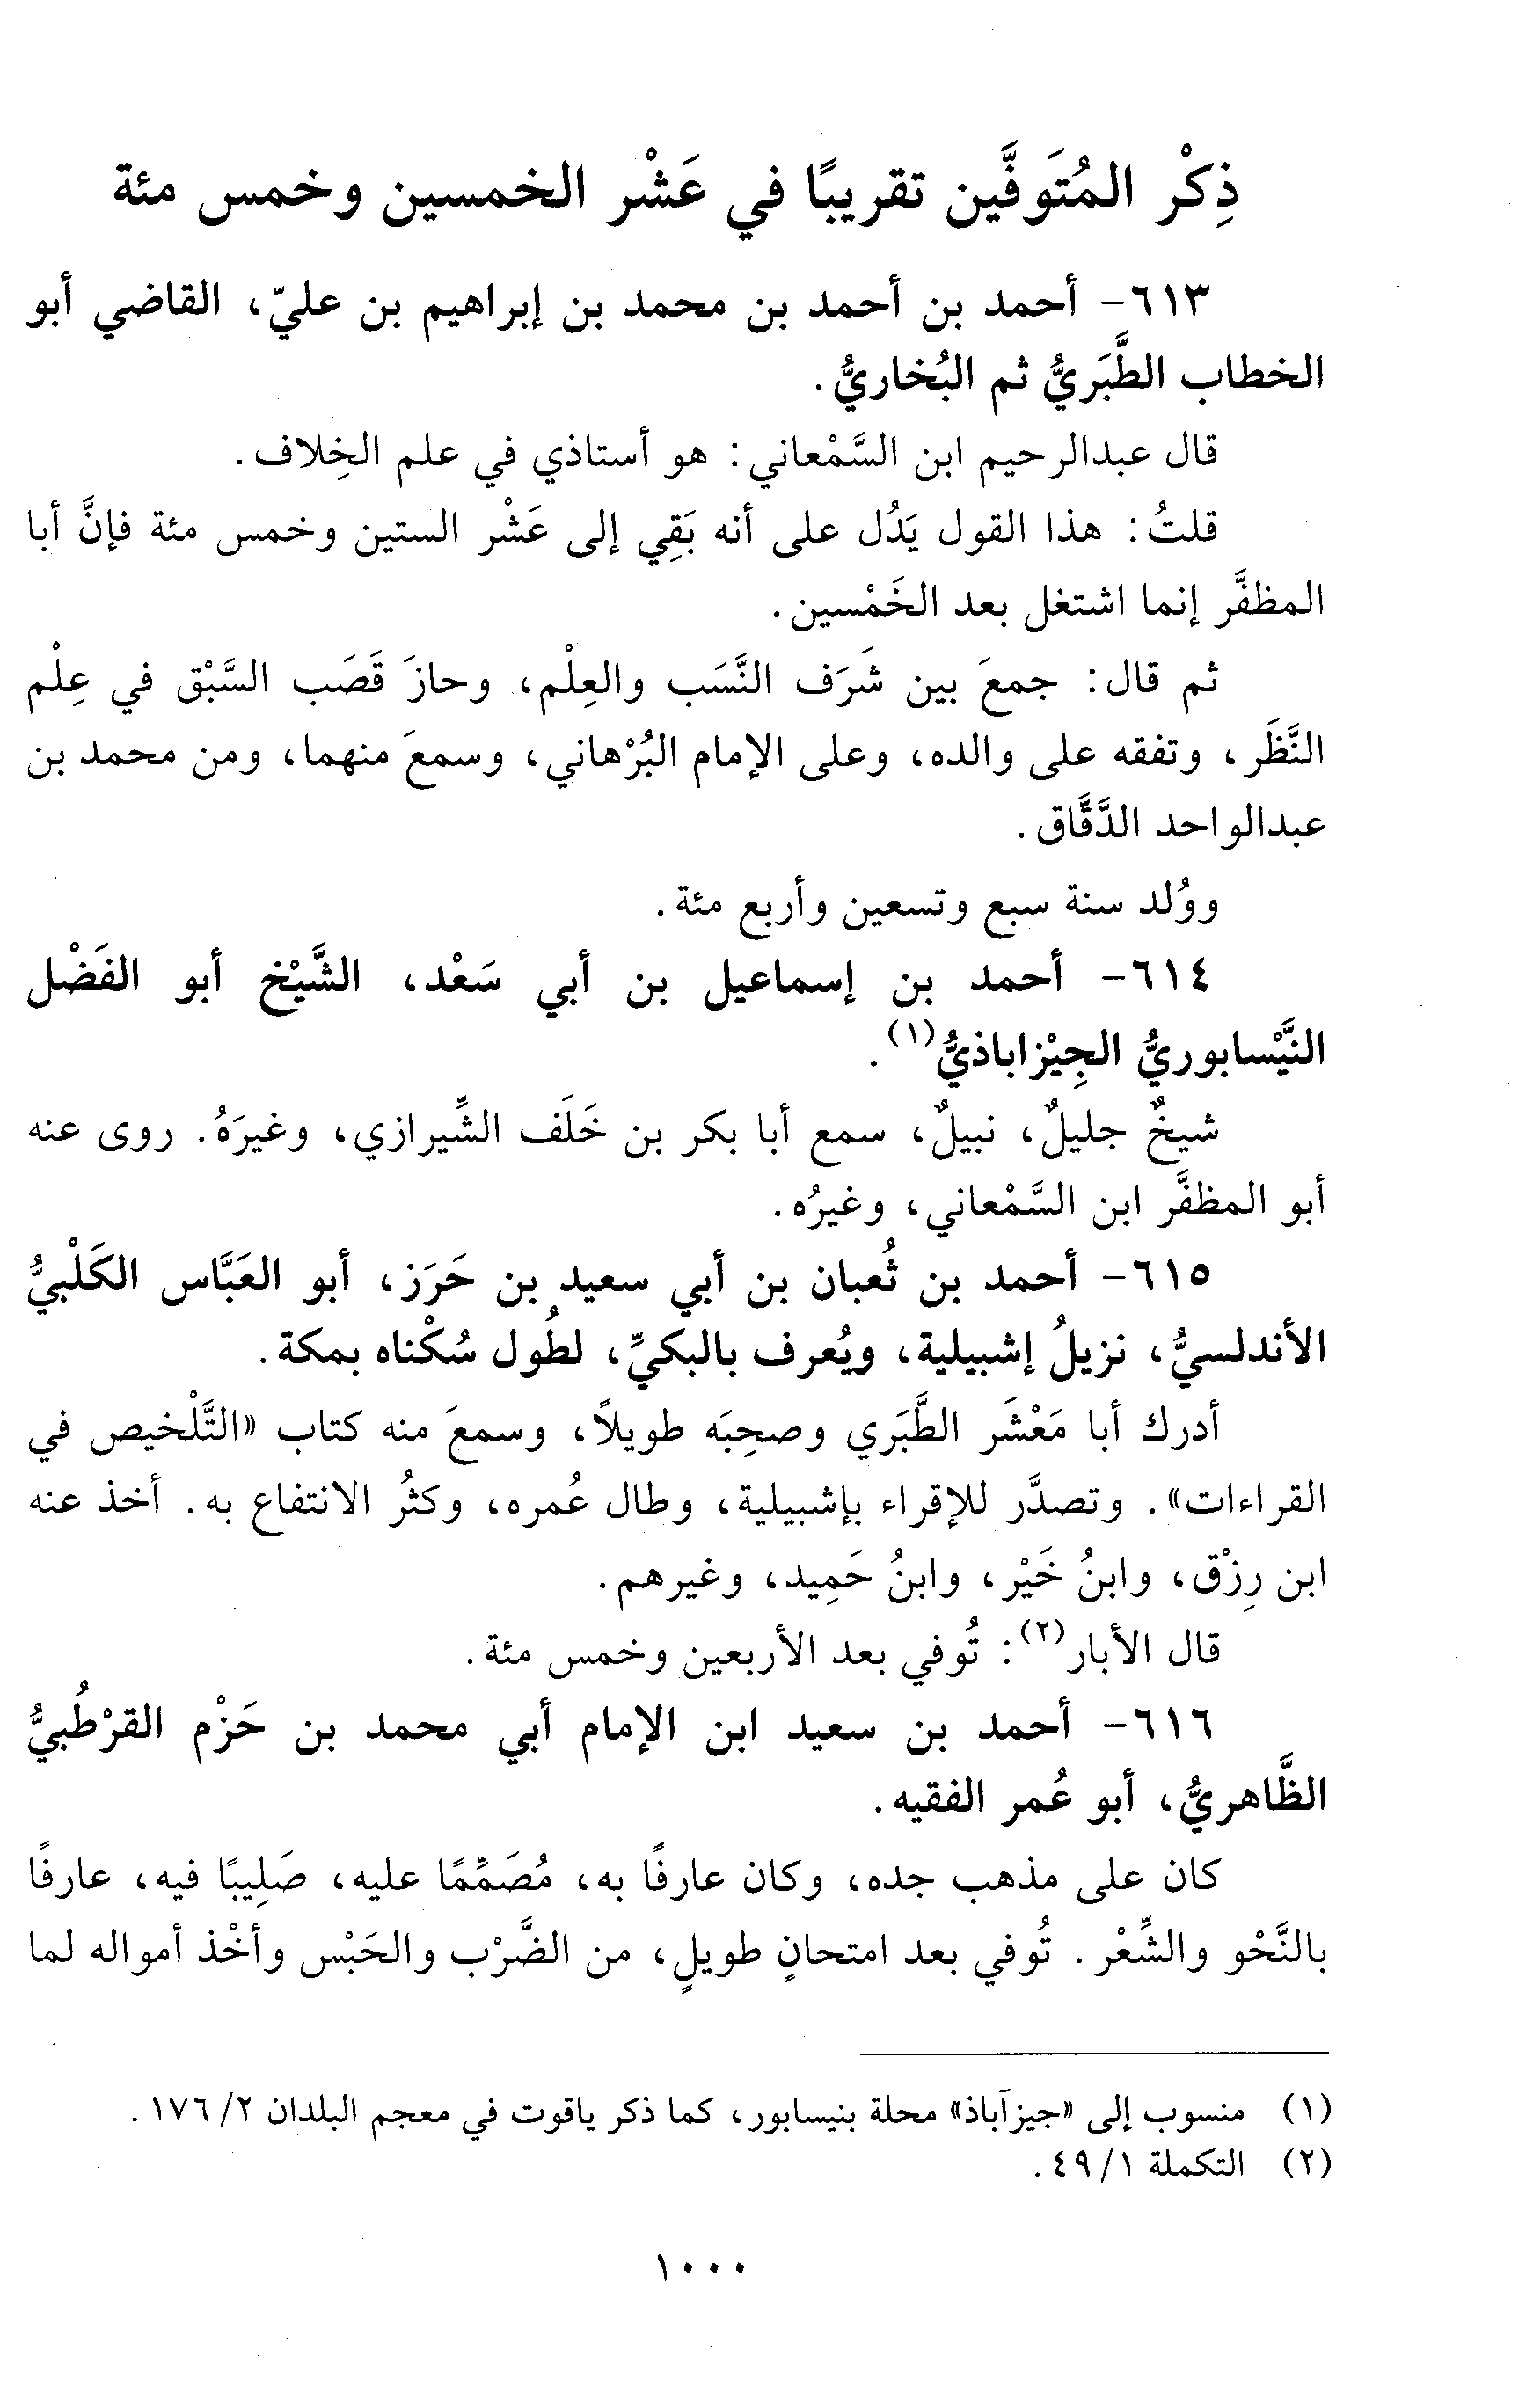 ذِكْر المُتَوفَّين تقريبًا في عَشْر الخمسين وخمس مئة
٦١٣- أحمد بن أحمد بن محمد بن إبراهيم بن عليّ، القاضي أبو
الخطاب الطَّبَريُّ ثم البُخاريُّ.
قال عبدالرحيم ابن السَّمْعاني: هو أستاذي في علم الخِلاف.
قلتُ: هذا القول يَدُل على أنه بَقِي إلى عَشْر الستين وخمس مئة فإنَّ أبا
المظفَّر إنما اشتغل بعد الخَمْسين.
ثم قال: جمعَ بين شَرَف النَّسَب والعِلْم، وحازَ قَصَب السَّبْق في عِلْم
النَّظَر، وتفقه على والده، وعلى الإمام البُرْهاني، وسمعَ منهما، ومن محمد بن
عبدالواحد الدَّقَّاق.
ووُلد سنة سبع وتسعين وأربع مئة.
٦١٤- أحمد بن إسماعيل بن أبي سَعْد، الشَّيْخ أبو الفَضْل
النَّيْسابوريُّ الجِيْزاباذيُّ(١).
شيخٌ جليلٌ، نبيلٌ، سمع أبا بكر بن خَلَف الشِّيرازي، وغيرَهُ. روى عنه
أبو المظفَّر ابن السَّمْعاني، وغيرُه.
٦١٥- أحمد بن ثُعبان بن أبي سعيد بن حَرَز، أبو العَبَّاس الكَلْبيُّ
الأندلسيُّ، نزيلُ إشبيلية، ويُعرف بالبكيِّ، لطُول سُكْناه بمكة.
أدرك أبا مَعْشَر الطَّبَري وصحِبَه طويلاً، وسمعَ منه كتاب «التَّلْخيص في
القراءات». وتصدَّر للإقراء بإشبيلية، وطال عُمره، وكثُر الانتفاع به. أخذ عنه
ابن رِزْق، وابنُ خَيْر، وابنُ حَمِيد، وغيرهم.
قال الأبار(٢): تُوفي بعد الأربعين وخمس مئة.
٦١٦- أحمد بن سعيد ابن الإمام أبي محمد بن حَزْم القرْطُبيُّ
الظَّاهريُّ، أبو عُمر الفقيه.
كان على مذهب جده، وكان عارفًا به، مُصَمِّمًا عليه، صَلِيبًا فيه، عارفًا
بالنَّحْو والشِّعْر. تُوفي بعد امتحانٍ طويلٍ، من الضَّرْب والحَبْس وأخْذ أمواله لما
(١) منسوب إلى «جيزآباذ» محلة بنيسابور، كما ذكر ياقوت في معجم البلدان ٢/ ١٧٦.
(٢) التكملة ١/ ٤٩.
١٠٠٠